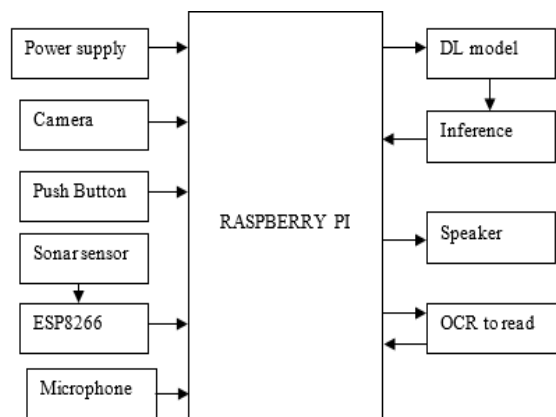 Power supply
Camera
Push Button
Sonar sensor
ESP8266
Microphone
RASPBERRY PI
DL model
Inference
Speaker
OCR to read